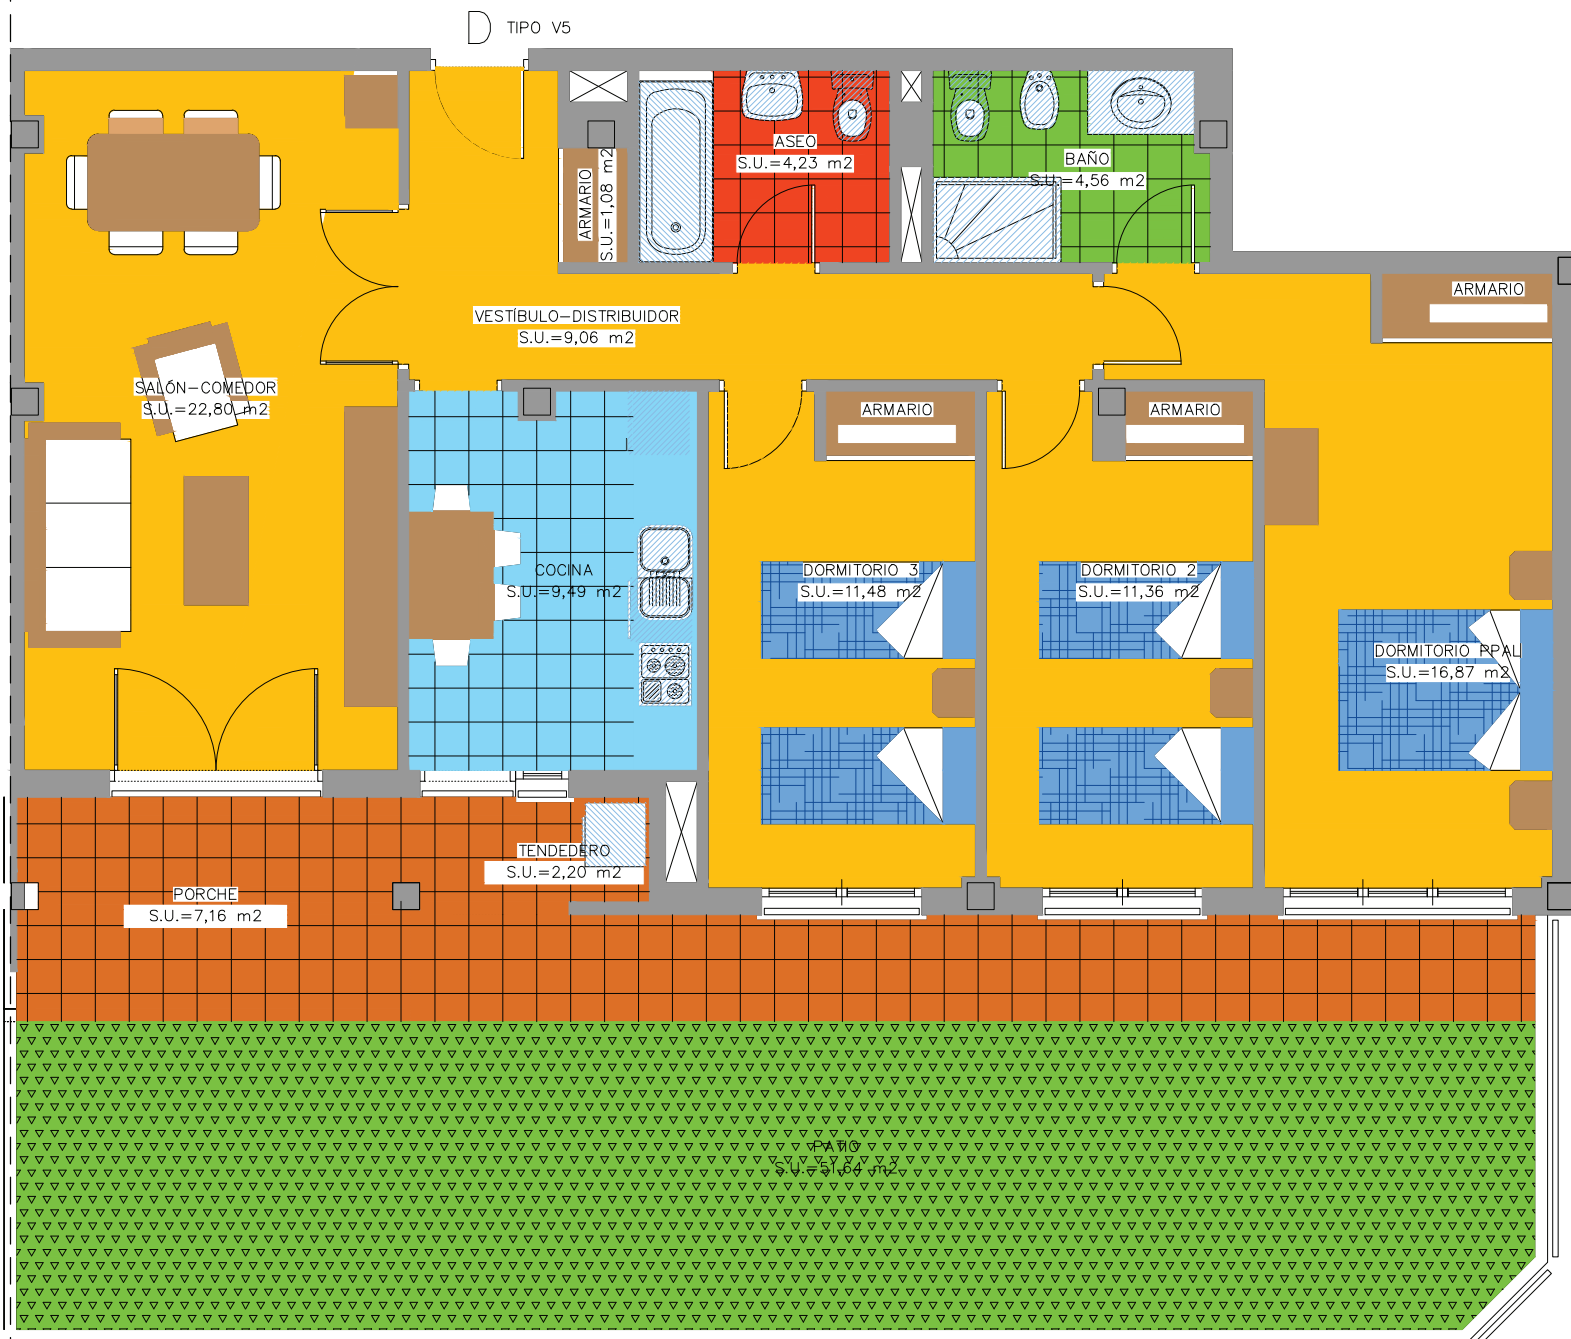 D TIPO V5
ASEO
S.U.=4,23 m2
BAÑO
S.U.=4,56 m2
ARMARIO
S.U.=1,08 m2
ARMARIO
VESTÍBULO-DISTRIBUIDOR
S.U.=9,06 m2
SALÓN-COMEDOR
S.U.=22,80 m2
ARMARIO
ARMARIO
COCINA
S.U.=9,49 m2
DORMITORIO 3
S.U.=11,48 m2
DORMITORIO 2
S.U.=11,36 m2
DORMITORIO PPAL
S.U.=16,87 m2
TENDEDERO
S.U.=2,20 m2
PORCHE
S.U.=7,16 m2
PATIO
S.U.=51,64 m2